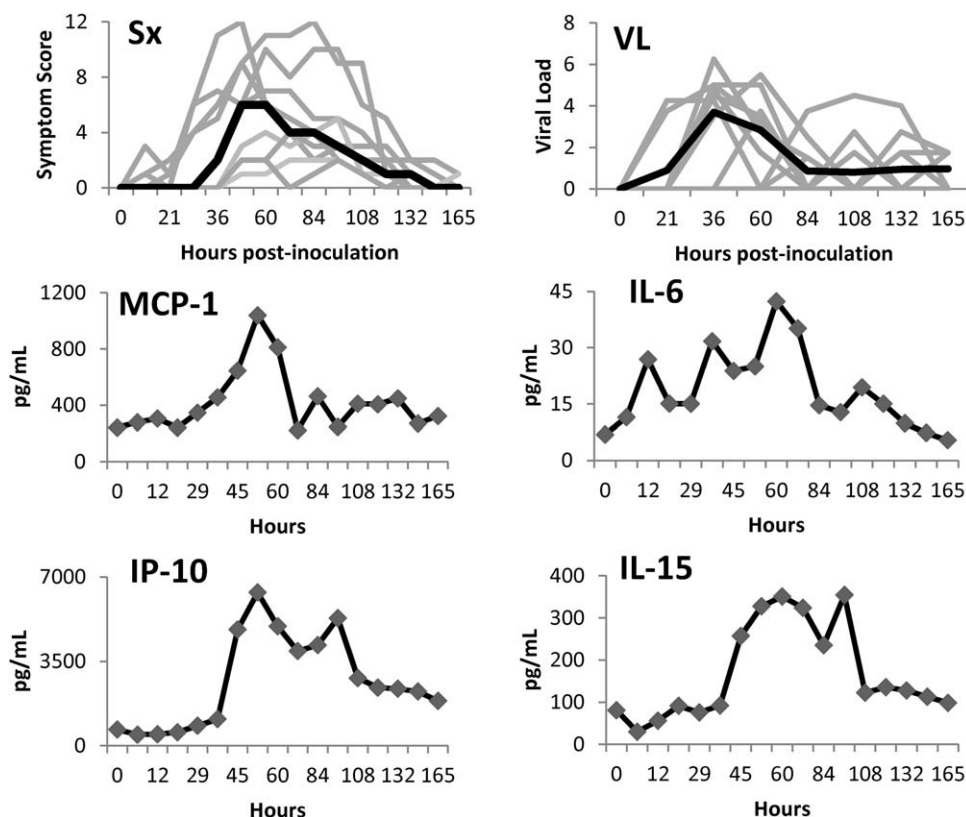 Sx
Symptom Score
12
8
4
0
0 21 36 60 84 108 132 165
Hours post-inoculation
VL
Viral Load
8
6
4
2
0
0 21 36 60 84 108 132 165
Hours post-inoculation
MCP-1
pg/mL
1200
800
400
0
0 12 29 45 60 84 108 132 165
Hours
IL-6
pg/mL
45
30
15
0
0 12 29 45 60 84 108 132 165
Hours
IP-10
pg/mL
7000
3500
0
0 12 29 45 60 84 108 132 165
Hours
IL-15
pg/mL
400
300
200
100
0
0 12 29 45 60 84 108 132 165
Hours